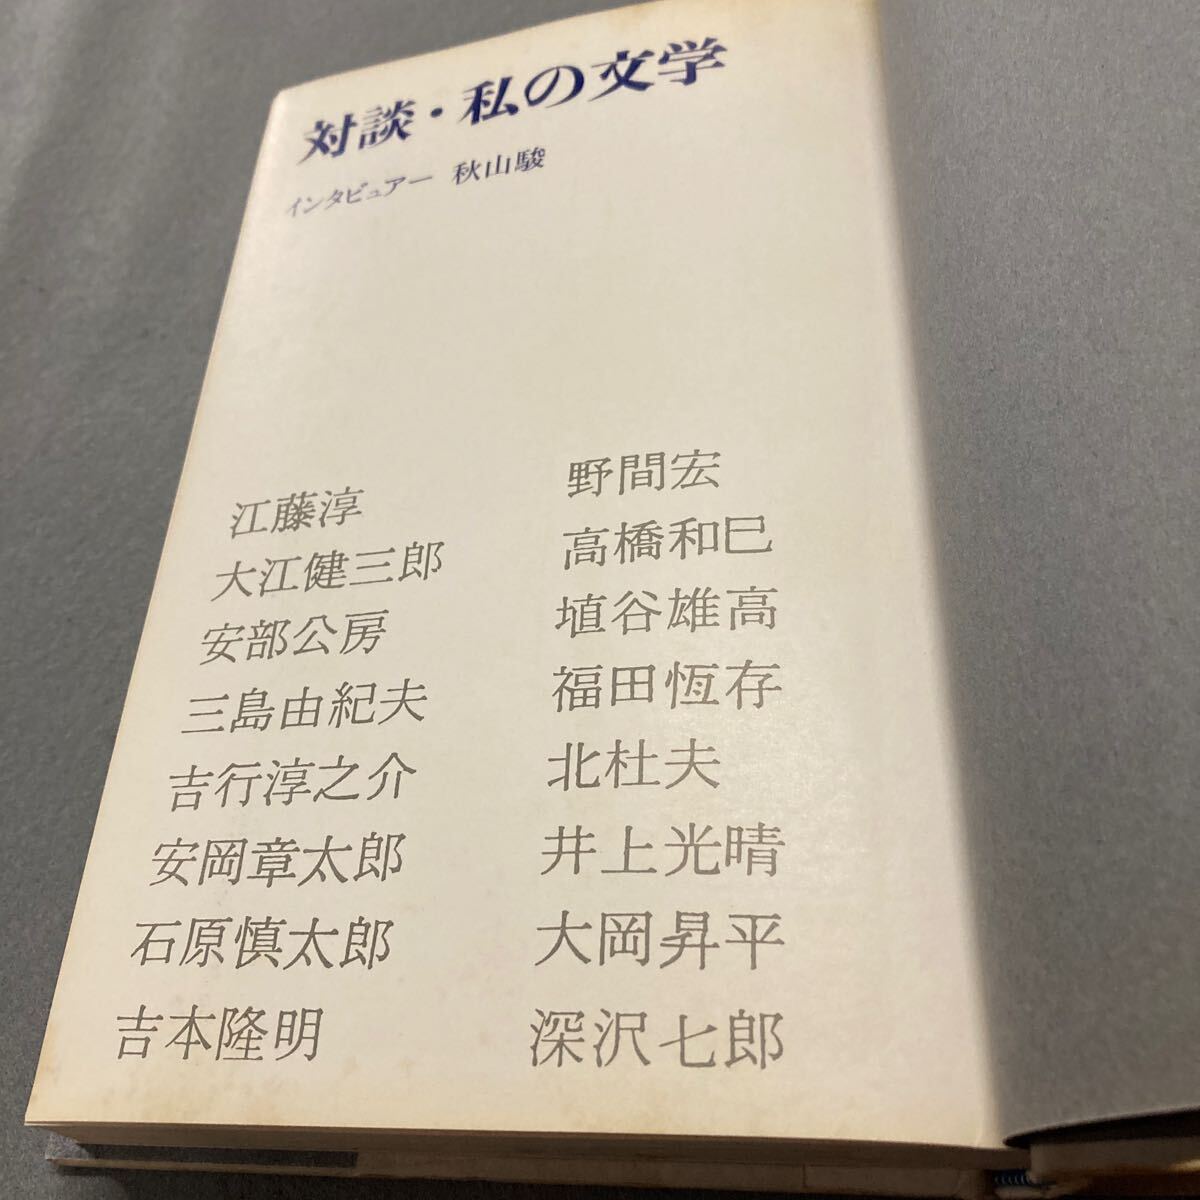 対談・私の文学
インタビュアー 秋山駿
江藤淳
大江健三郎
安部公房
三島由紀夫
吉行淳之介
安岡章太郎
石原慎太郎
吉本隆明
野間宏
高橋和巳
埴谷雄高
福田恆存
北杜夫
井上光晴
大岡昇平
深沢七郎